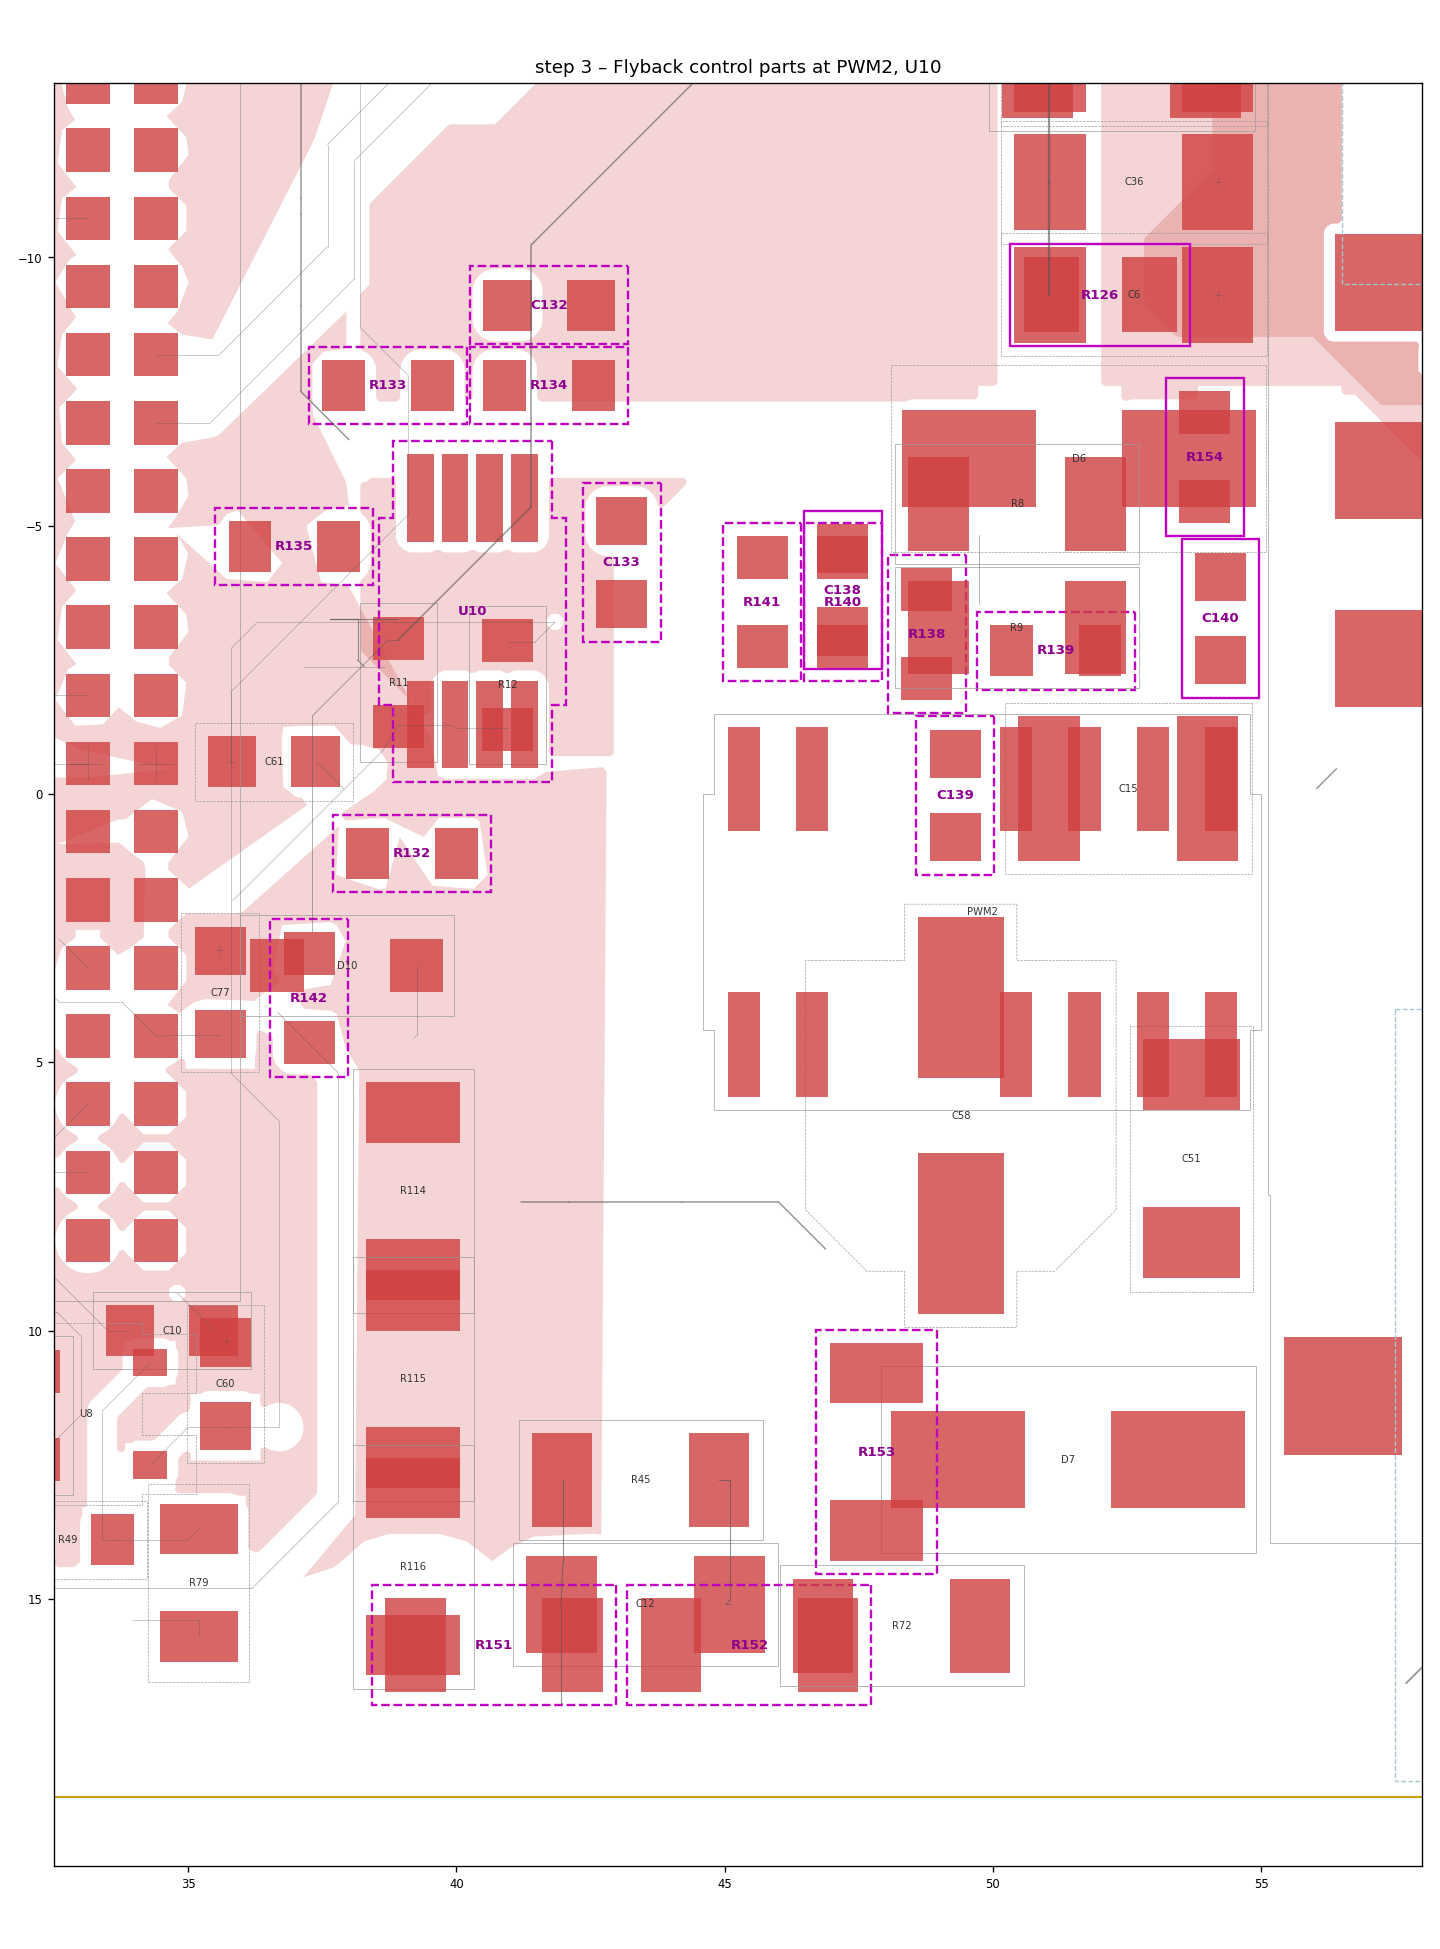 step 3 – Flyback control parts at PWM2, U10
C36
−10
R126
C6
C132
R133
R134
D6
R154
R8
−5
R135
C133
C138
R141
R140
U10
C140
R9
R138
R139
R11
R12
C61
C15
0
C139
R132
PWM2
D10
C77
R142
5
C58
C51
R114
10
C10
R115
C60
U8
R153
D7
R45
R49
R116
R79
15
C12
R72
R151
R152
35
40
45
50
55